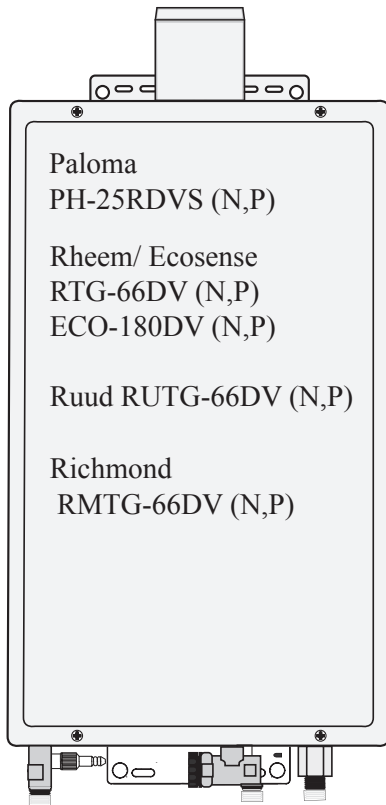 Paloma
PH-25RDVS (N,P)
Rheem/ Ecosense
RTG-66DV (N,P)
ECO-180DV (N,P)
Ruud RUTG-66DV (N,P)
Richmond
RMTG-66DV (N,P)